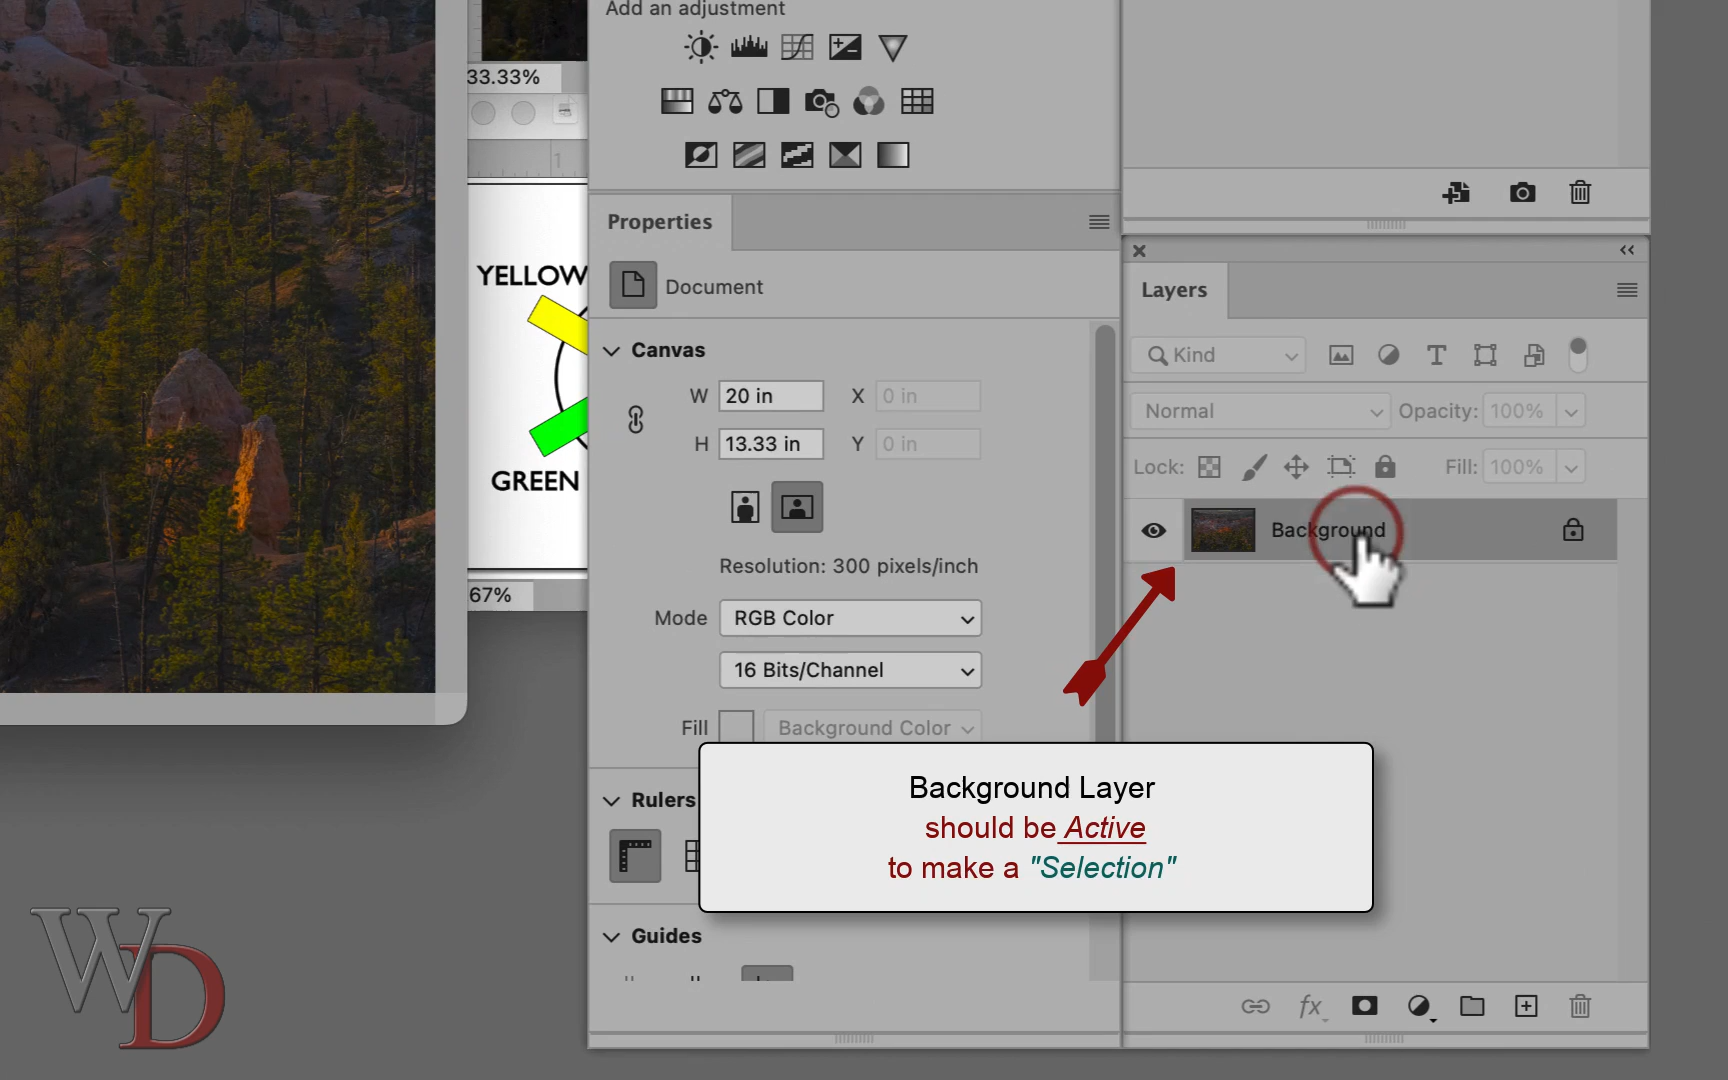 Add an adjustment
33.33%
1
YELLOW
GREEN
67%
Properties
Document
Canvas
W 20 in X 0 in
H 13.33 in Y 0 in
Resolution: 300 pixels/inch
Mode RGB Color
16 Bits/Channel
Fill Background Color
Rulers
Guides
Layers
Kind
Normal Opacity: 100%
Lock: Fill: 100%
Background
fx
Background Layer
should be Active
to make a "Selection"
WD